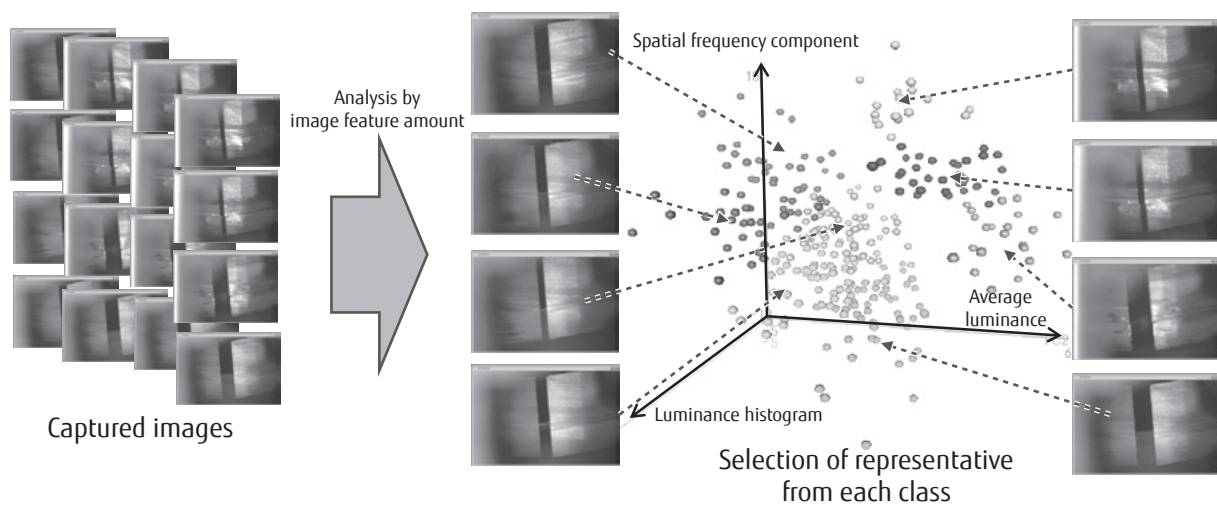 Spatial frequency component
Analysis by
image feature amount
Average
luminance
Luminance histogram
Captured images
Selection of representative
from each class